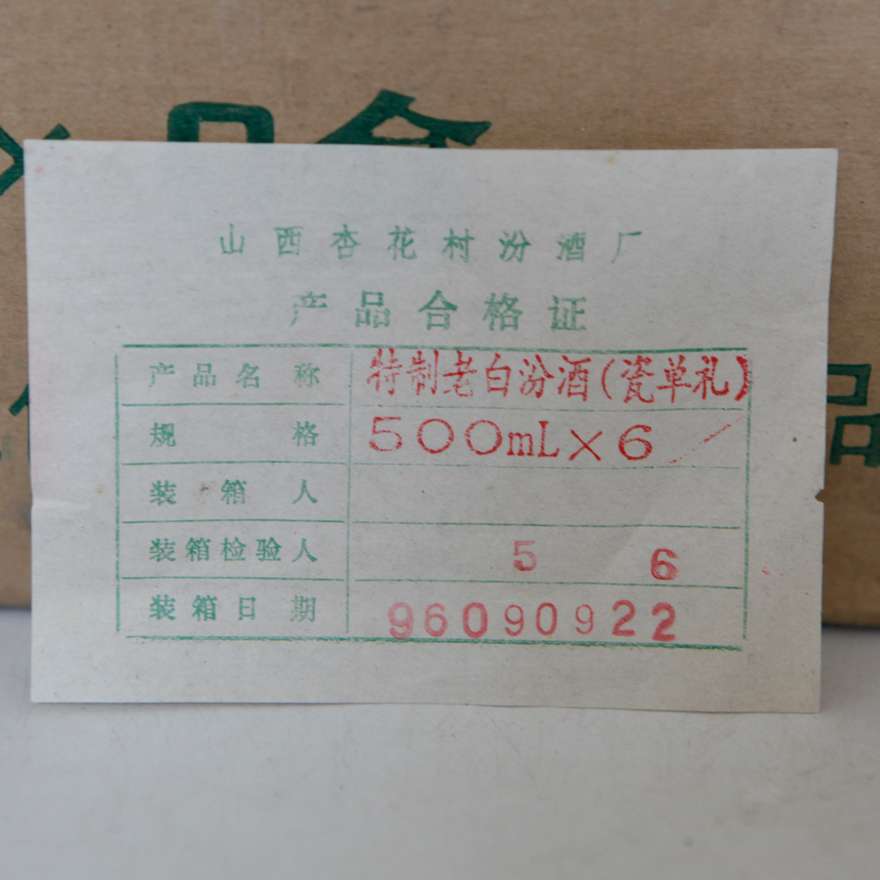 山西杏花村汾酒厂
产品合格证
产品名称 特制老白汾酒(瓷单礼)
规格 500mL×6
装箱人
装箱检验人 5 6
装箱日期 96090922
品